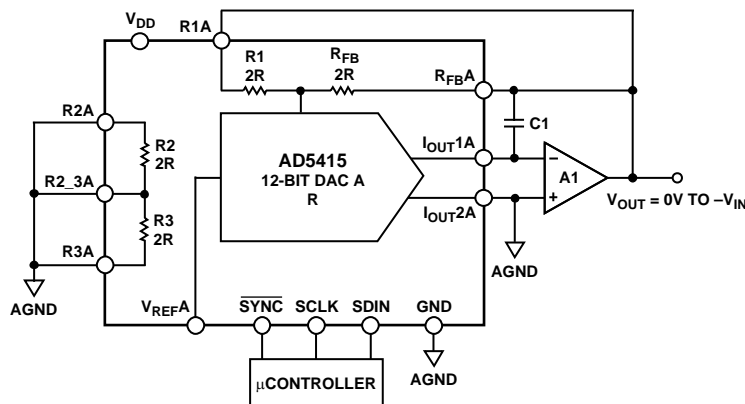 VDD
R1A
R1
2R
RFB
2R
RFBA
R2A
R2
2R
R2_3A
R3
2R
R3A
AGND
AD5415
12-BIT DAC A
R
IOUT1A
IOUT2A
C1
A1
VOUT = 0V TO –VIN
AGND
VREFA
SYNC
SCLK
SDIN
GND
AGND
μCONTROLLER